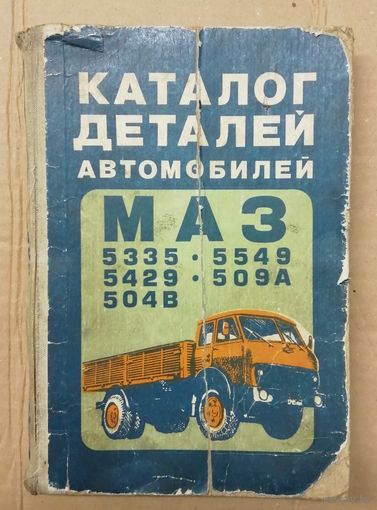 КАТАЛОГ
ДЕТАЛЕЙ
АВТОМОБИЛЕЙ
МАЗ
5335 · 5549
5429 · 509А
504В